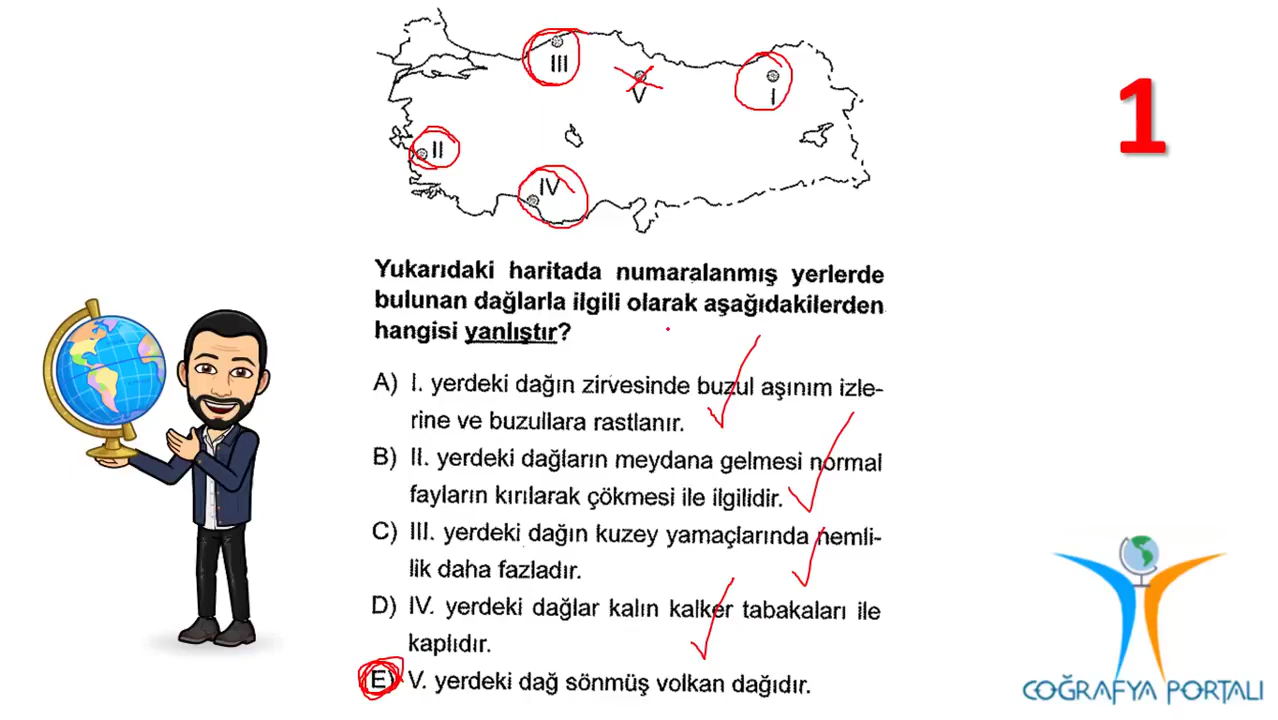 III
V
I
II
IV
1
Yukarıdaki haritada numaralanmış yerlerde
bulunan dağlarla ilgili olarak aşağıdakilerden
hangisi yanlıştır?
A) I. yerdeki dağın zirvesinde buzul aşınım izle-
rine ve buzullara rastlanır.
B) II. yerdeki dağların meydana gelmesi normal
fayların kırılarak çökmesi ile ilgilidir.
C) III. yerdeki dağın kuzey yamaçlarında nemli-
lik daha fazladır.
D) IV. yerdeki dağlar kalın kalker tabakaları ile
kaplıdır.
E) V. yerdeki dağ sönmüş volkan dağıdır.
COĞRAFYA PORTALI